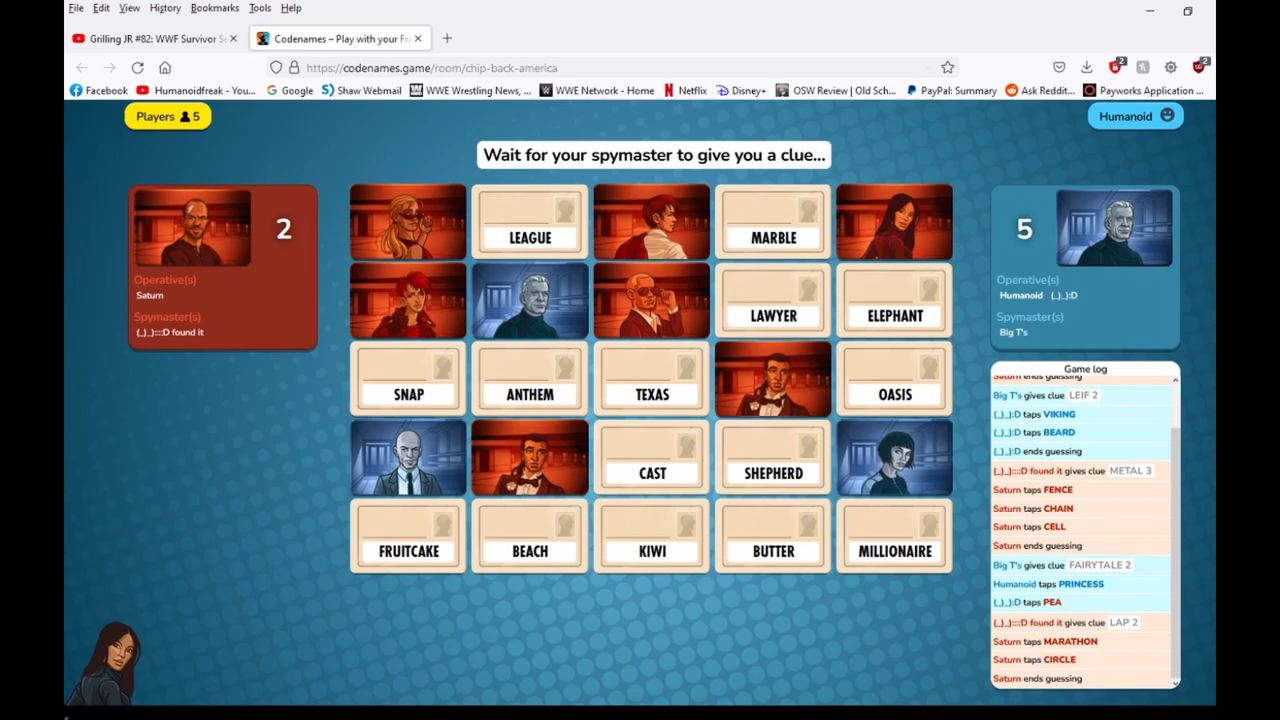 File Edit View History Bookmarks Tools Help
Grilling JR #82: WWF Survivor Se
Codenames – Play with your Fri
https://codenames.game/room/chip-back-america
2
2
Facebook Humanoidfreak - You... Google Shaw Webmail WWE Wrestling News, ... WWE Network - Home Netflix Disney+ OSW Review | Old Sch... PayPal: Summary Ask Reddit... Payworks Application ...
Players 5
Humanoid
Wait for your spymaster to give you a clue...
2
Operative(s)
Saturn
Spymaster(s)
(_)_)::::D found it
LEAGUE
MARBLE
LAWYER
ELEPHANT
SNAP
ANTHEM
TEXAS
OASIS
CAST
SHEPHERD
FRUITCAKE
BEACH
KIWI
BUTTER
MILLIONAIRE
5
Operative(s)
Humanoid (_)_):D
Spymaster(s)
Big T's
Game log
Saturn ends guessing
Big T's gives clue LEIF 2
(_)_):D taps VIKING
(_)_):D taps BEARD
(_)_):D ends guessing
(_)_)::::D found it gives clue METAL 3
Saturn taps FENCE
Saturn taps CHAIN
Saturn taps CELL
Saturn ends guessing
Big T's gives clue FAIRYTALE 2
Humanoid taps PRINCESS
(_)_):D taps PEA
(_)_)::::D found it gives clue LAP 2
Saturn taps MARATHON
Saturn taps CIRCLE
Saturn ends guessing